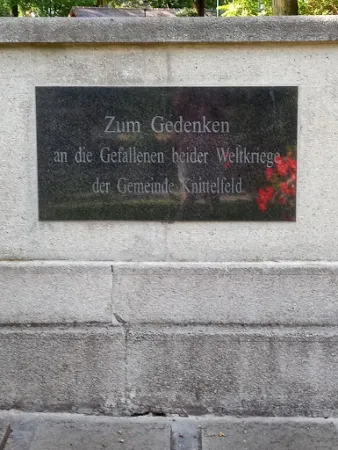 Zum Gedenken
an die Gefallenen beider Weltkriege
der Gemeinde Knittelfeld